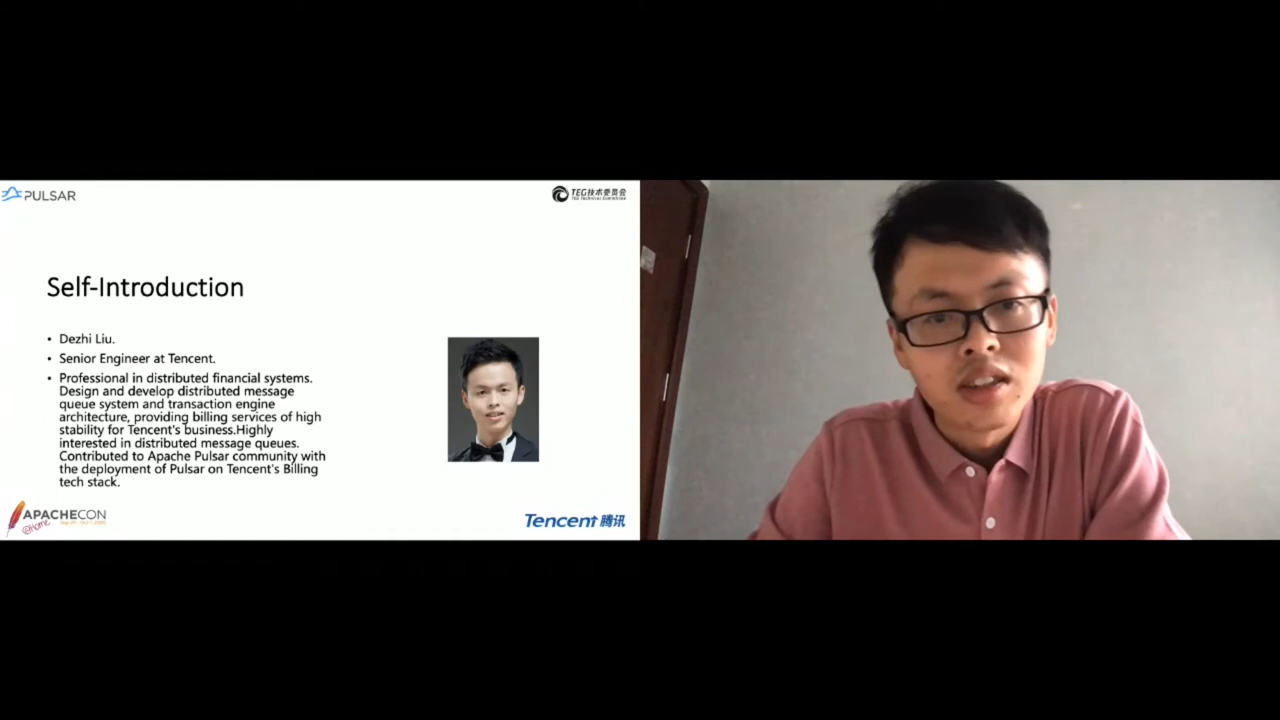 PULSAR
TEG技术委员会
TEG Technical Committee
Self-Introduction
• Dezhi Liu.
• Senior Engineer at Tencent.
• Professional in distributed financial systems.
Design and develop distributed message
queue system and transaction engine
architecture, providing billing services of high
stability for Tencent's business.Highly
interested in distributed message queues.
Contributed to Apache Pulsar community with
the deployment of Pulsar on Tencent's Billing
tech stack.
APACHECON
@Home
Tencent 腾讯